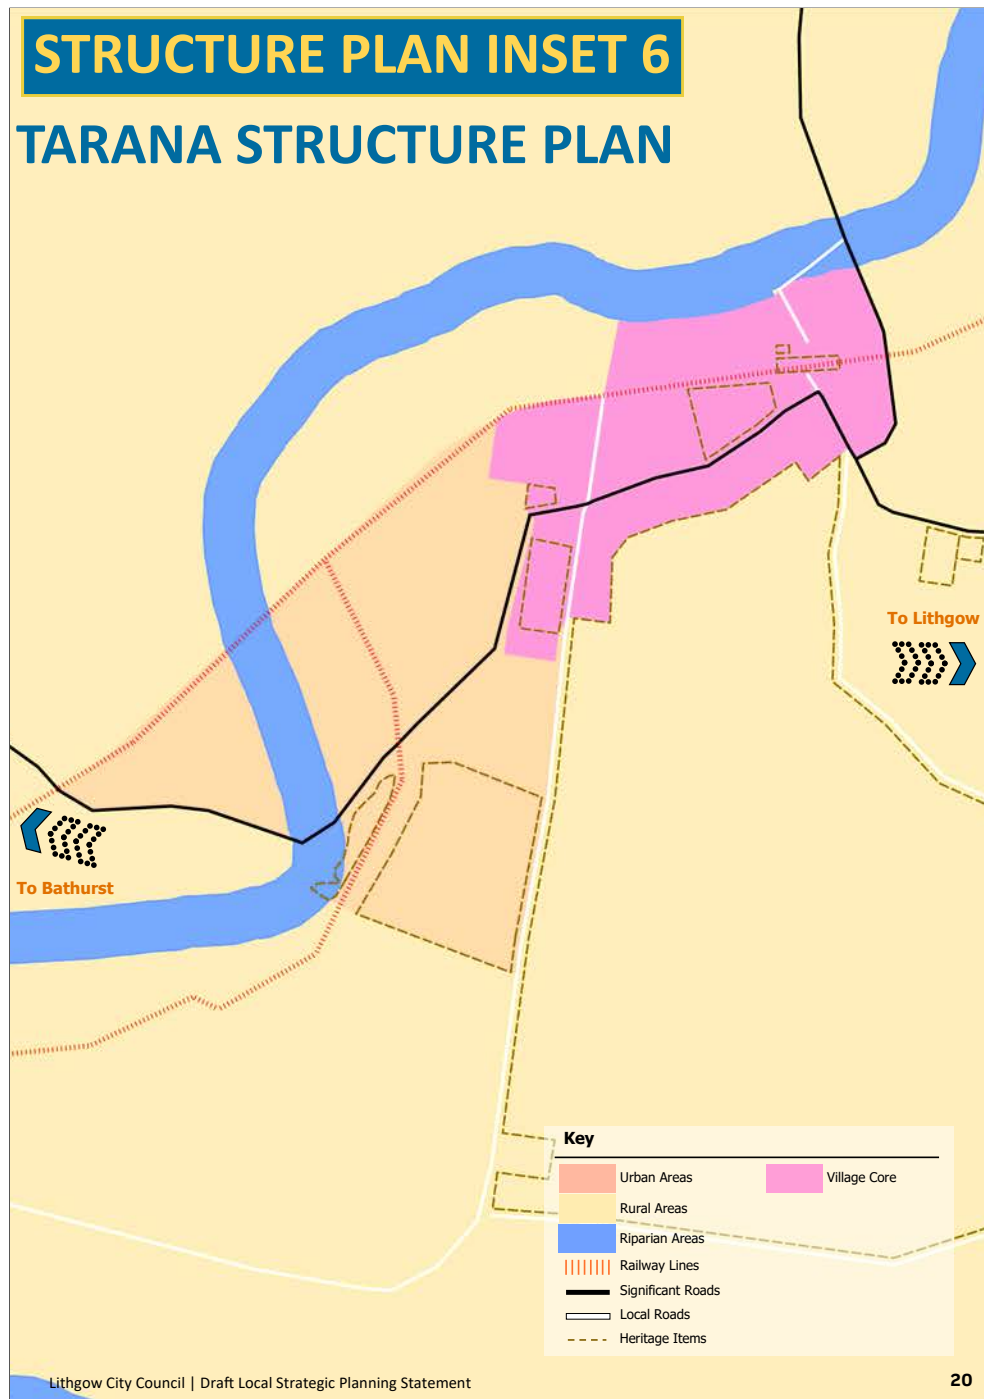 STRUCTURE PLAN INSET 6
TARANA STRUCTURE PLAN
To Lithgow
To Bathurst
Key
Urban Areas
Village Core
Rural Areas
Riparian Areas
Railway Lines
Significant Roads
Local Roads
Heritage Items
Lithgow City Council | Draft Local Strategic Planning Statement
20